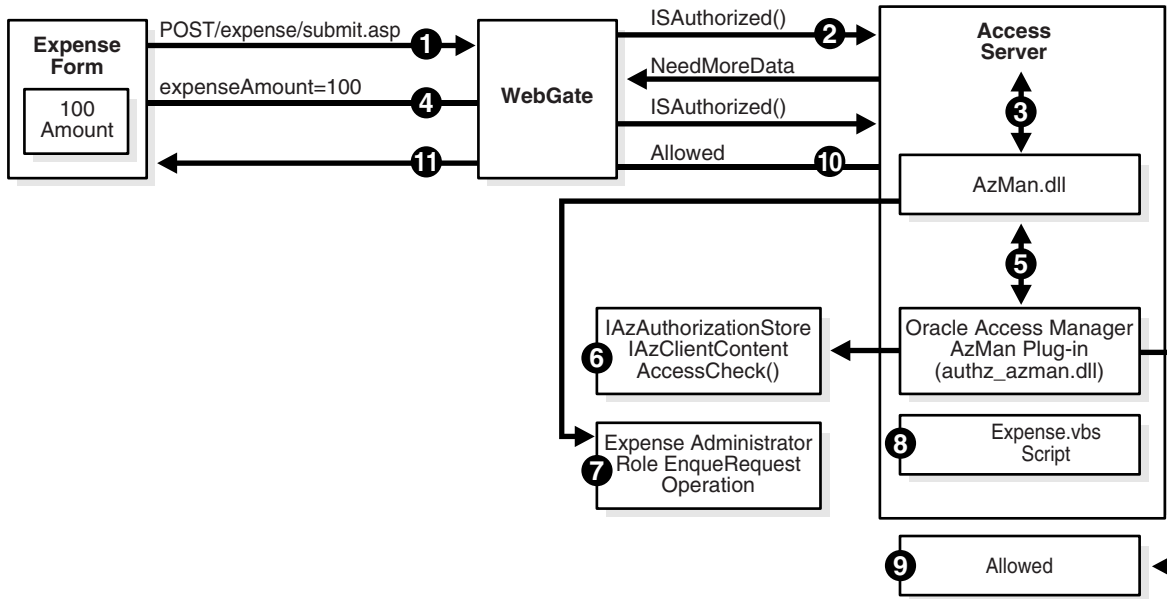 Expense
Form
100
Amount
POST/expense/submit.asp
1
expenseAmount=100
4
11
WebGate
ISAuthorized()
2
NeedMoreData
ISAuthorized()
Allowed
10
Access
Server
3
AzMan.dll
5
IAzAuthorizationStore
IAzClientContent
AccessCheck()
6
Oracle Access Manager
AzMan Plug-in
(authz_azman.dll)
Expense Administrator
Role EnqueRequest
Operation
7
8
Expense.vbs
Script
9
Allowed